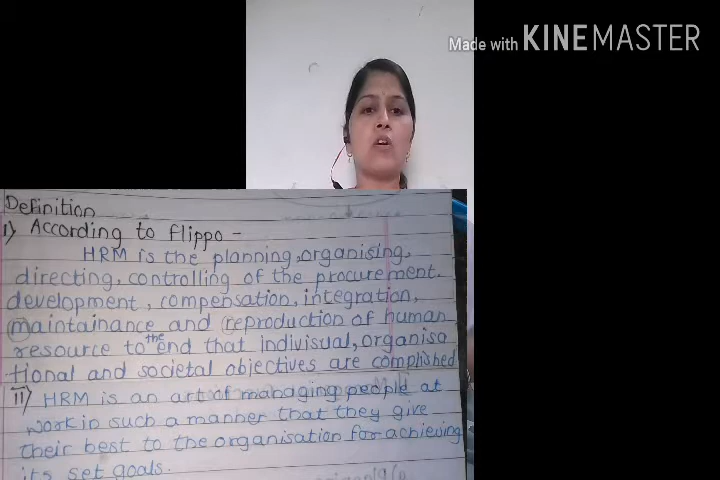 Made with KINEMASTER
Definition
I) According to flippo -
HRM is the planning, organising,
directing, controlling of the procurement.
development, compensation, integration,
maintainance and reproduction of human
resource to the end that indivisual, organisa
tional and societal objectives are complished
II) HRM is an art of managing people at
work in such a manner that they give
their best to the organisation for achieving
its set goals.